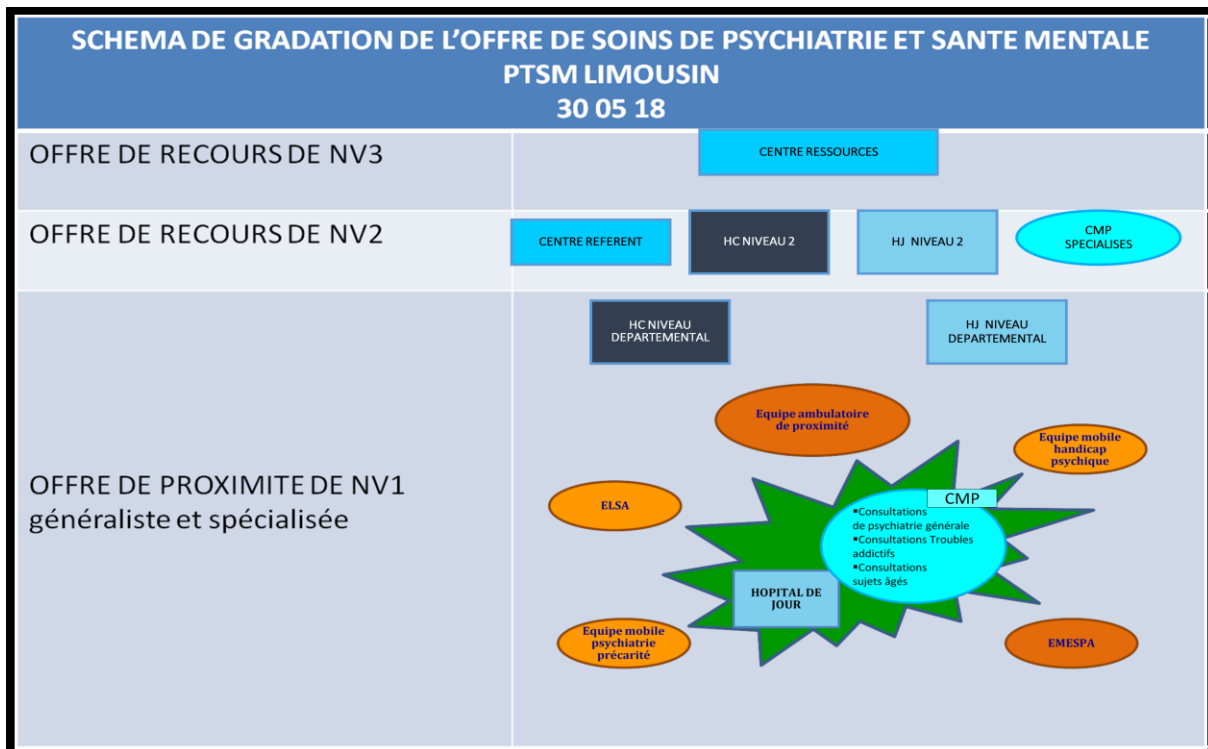 SCHEMA DE GRADATION DE L'OFFRE DE SOINS DE PSYCHIATRIE ET SANTE MENTALE
PTSM LIMOUSIN
30 05 18
OFFRE DE RECOURS DE NV3
CENTRE RESSOURCES
OFFRE DE RECOURS DE NV2
CENTRE REFERENT
HC NIVEAU 2
HJ NIVEAU 2
CMP
SPECIALISES
OFFRE DE PROXIMITE DE NV1
généraliste et spécialisée
HC NIVEAU
DEPARTEMENTAL
HJ NIVEAU
DEPARTEMENTAL
Equipe ambulatoire
de proximité
Equipe mobile
handicap
psychique
ELSA
CMP
▪Consultations
de psychiatrie générale
▪Consultations Troubles
addictifs
▪Consultations
sujets âgés
HOPITAL DE
JOUR
Equipe mobile
psychiatrie
précarité
EMESPA